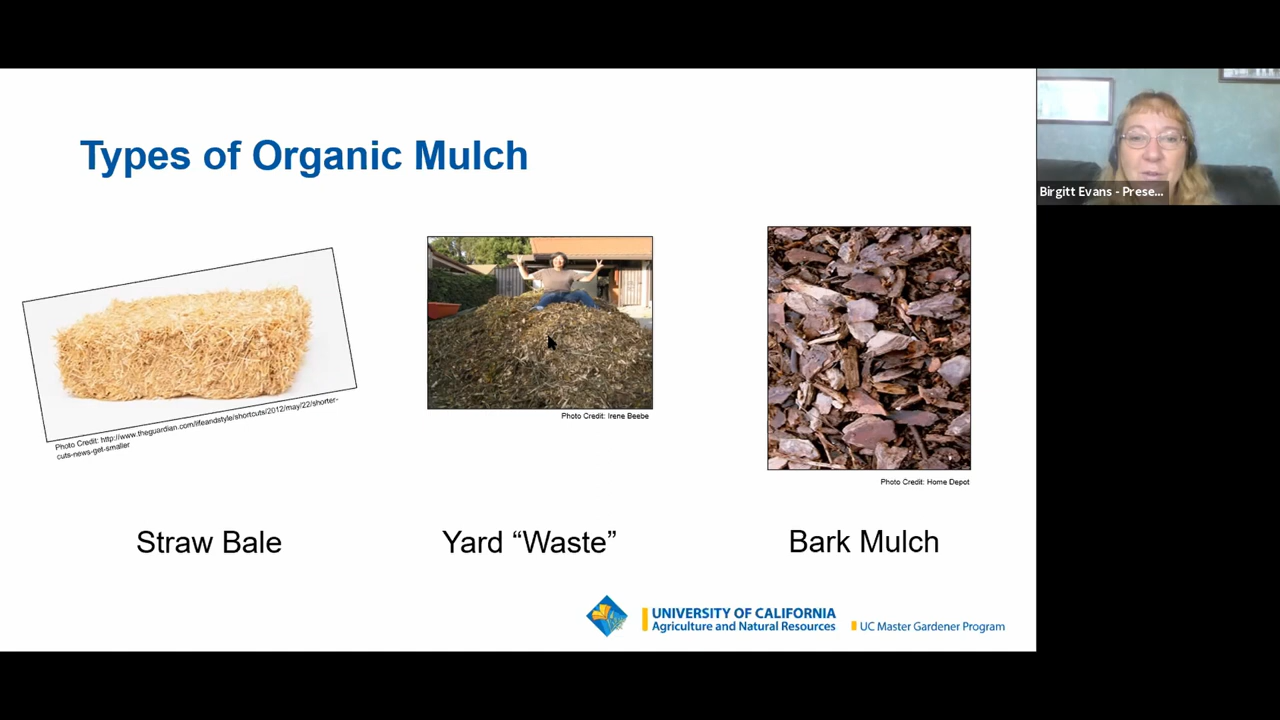 Types of Organic Mulch
Birgitt Evans - Prese...
Photo Credit: http://www.theguardian.com/lifeandstyle/shortcuts/2012/may/22/shorter-
cuts-news-get-smaller
Photo Credit: Irene Beebe
Photo Credit: Home Depot
Straw Bale
Yard “Waste”
Bark Mulch
UNIVERSITY OF CALIFORNIA
Agriculture and Natural Resources
UC Master Gardener Program